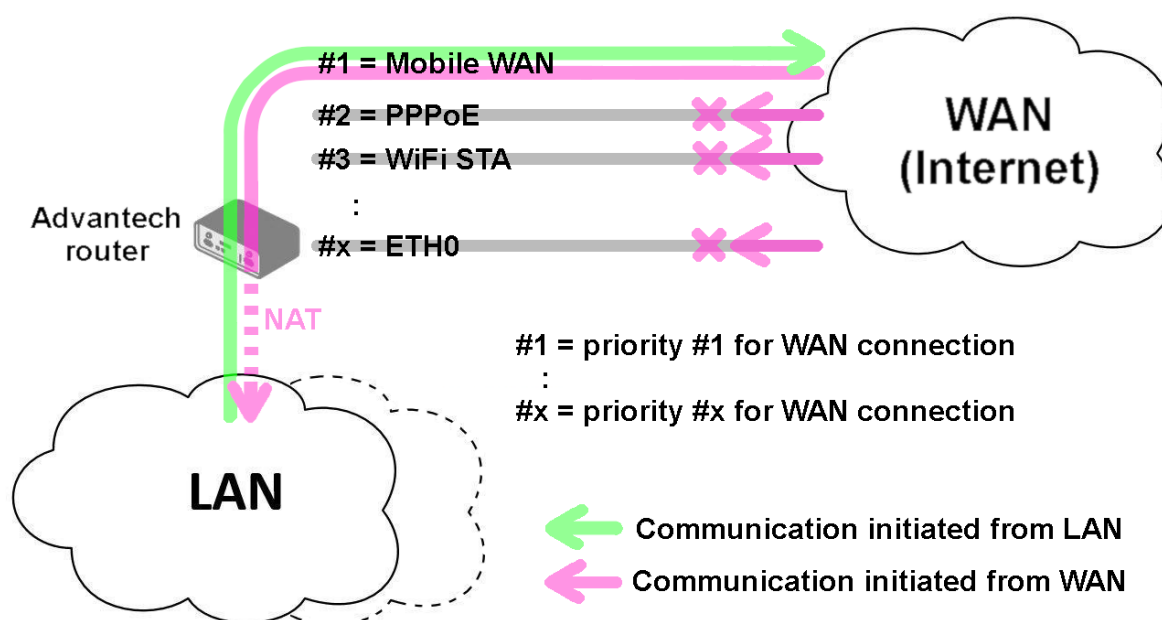 #1 = Mobile WAN
#2 = PPPoE
#3 = WiFi STA
:
#x = ETH0
WAN
(Internet)
Advantech
router
NAT
#1 = priority #1 for WAN connection
:
#x = priority #x for WAN connection
LAN
Communication initiated from LAN
Communication initiated from WAN